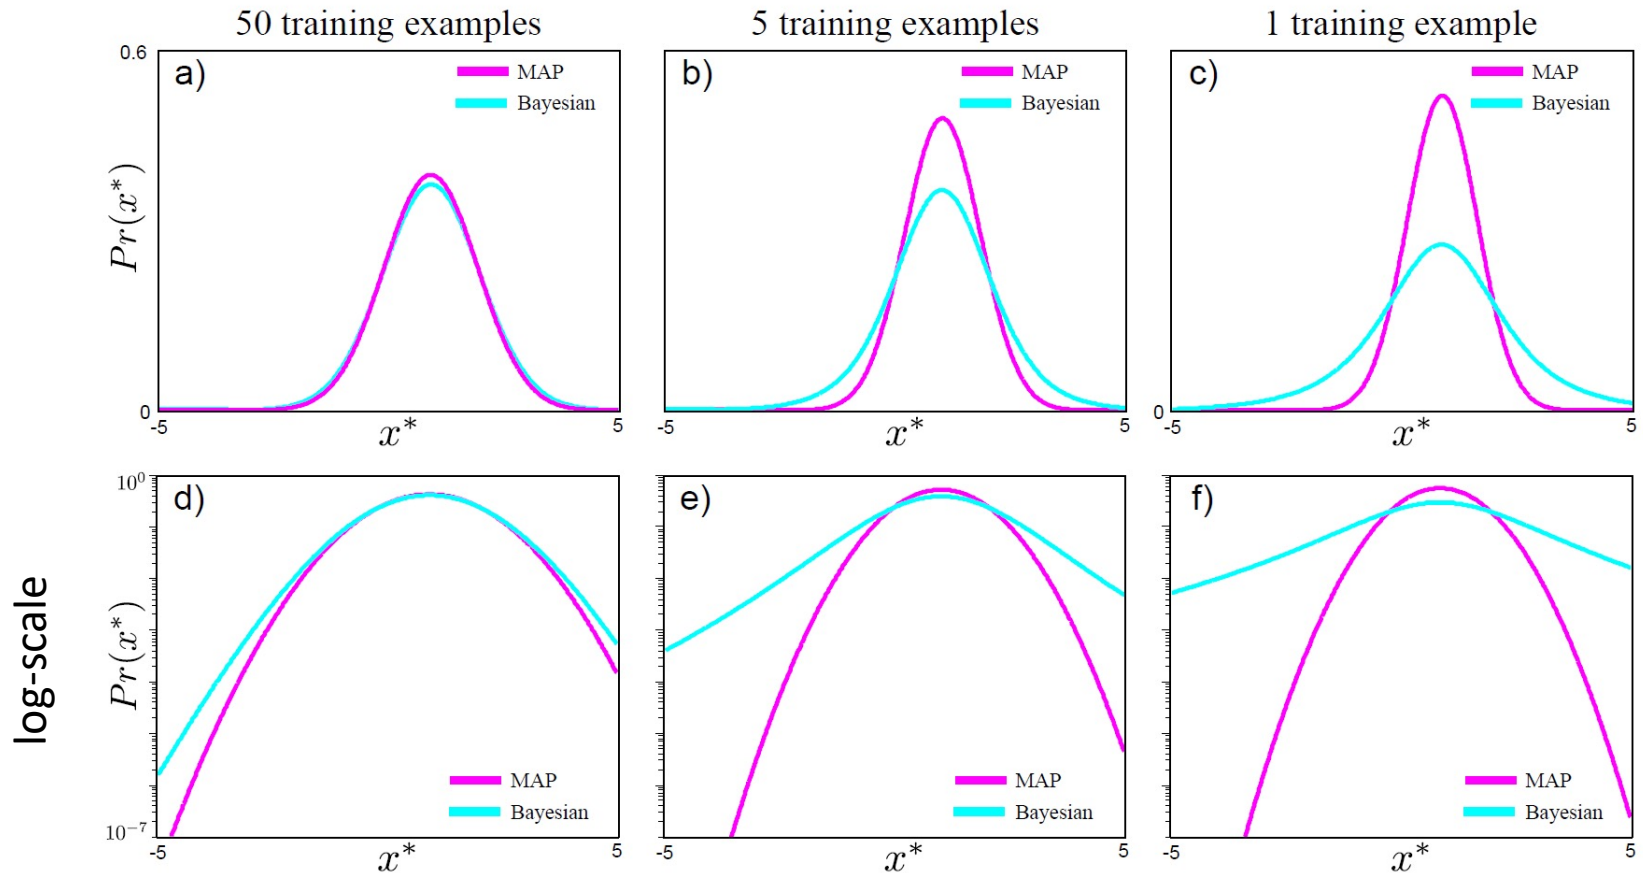 50 training examples
5 training examples
1 training example
0.6
a)
MAP
Bayesian
b)
MAP
Bayesian
c)
MAP
Bayesian
Pr(x*)
0
0
-5
x*
5
-5
x*
5
-5
x*
5
log-scale
10^0
d)
e)
f)
Pr(x*)
MAP
Bayesian
MAP
Bayesian
MAP
Bayesian
10^−7
-5
x*
5
-5
x*
5
-5
x*
5